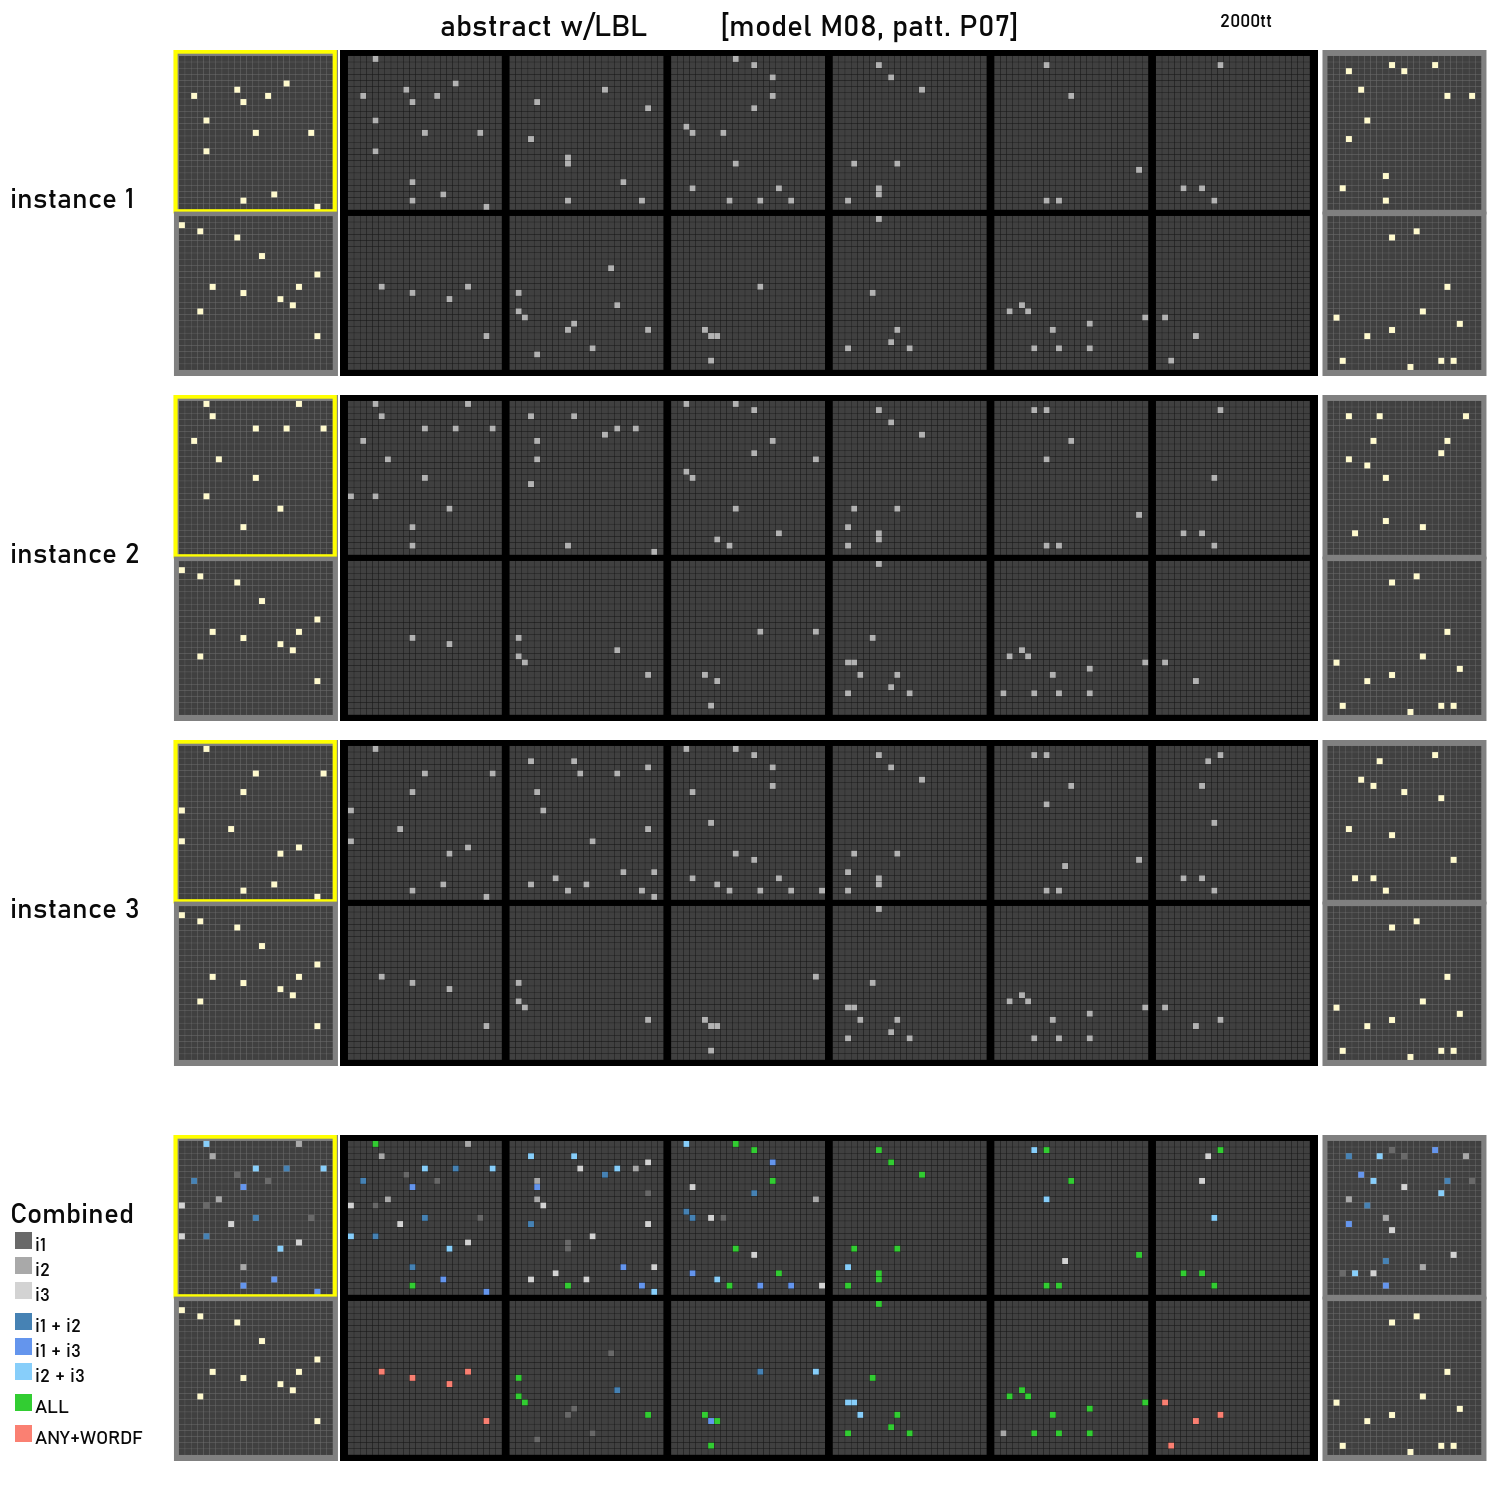 abstract w/LBL [model M08, patt. P07] 2000tt
instance 1
instance 2
instance 3
Combined
i1
i2
i3
i1 + i2
i1 + i3
i2 + i3
ALL
ANY+WORDF